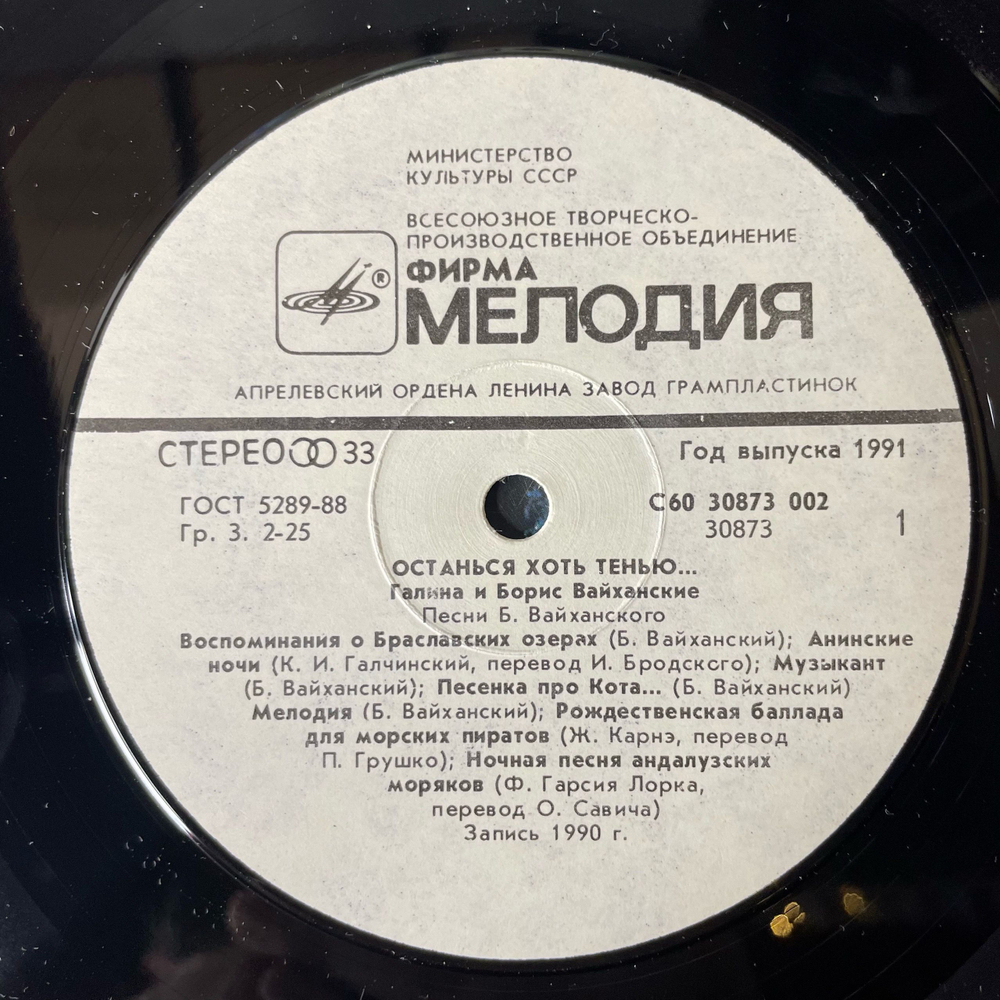 МИНИСТЕРСТВО
КУЛЬТУРЫ СССР
ВСЕСОЮЗНОЕ ТВОРЧЕСКО-
ПРОИЗВОДСТВЕННОЕ ОБЪЕДИНЕНИЕ
®
ФИРМА
МЕЛОДИЯ
АПРЕЛЕВСКИЙ ОРДЕНА ЛЕНИНА ЗАВОД ГРАМПЛАСТИНОК
СТЕРЕО 33
Год выпуска 1991
ГОСТ 5289-88
С60 30873 002
Гр. 3. 2-25
30873
1
ОСТАНЬСЯ ХОТЬ ТЕНЬЮ...
Галина и Борис Вайханские
Песни Б. Вайханского
Воспоминания о Браславских озерах (Б. Вайханский); Анинские
ночи (К. И. Галчинский, перевод И. Бродского); Музыкант
(Б. Вайханский); Песенка про Кота... (Б. Вайханский)
Мелодия (Б. Вайханский); Рождественская баллада
для морских пиратов (Ж. Карнэ, перевод
П. Грушко); Ночная песня андалузских
моряков (Ф. Гарсия Лорка,
перевод О. Савича)
Запись 1990 г.